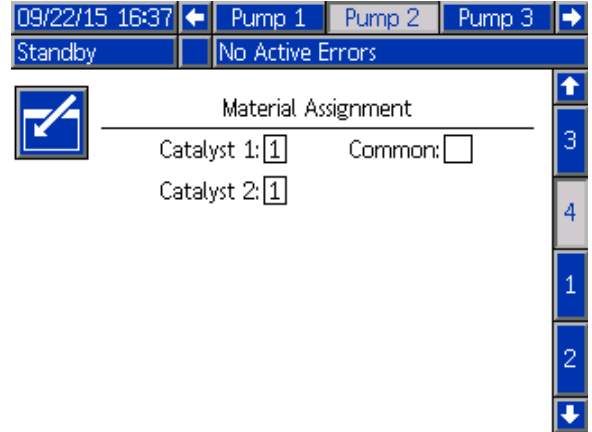 09/22/15 16:37 Pump 1 Pump 2 Pump 3
Standby No Active Errors
Material Assignment
Catalyst 1: 1 Common:
Catalyst 2: 1
3
4
1
2